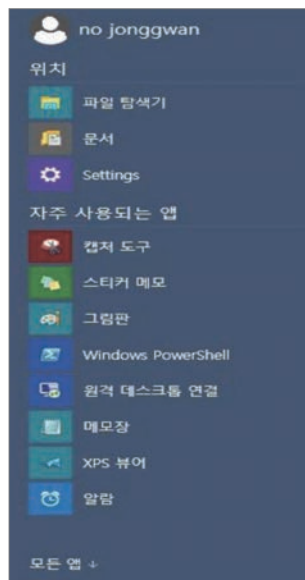 no jonggwan
위치
파일 탐색기
문서
Settings
자주 사용되는 앱
캡처 도구
스티커 메모
그림판
Windows PowerShell
원격 데스크톱 연결
메모장
XPS 뷰어
알람
모든 앱 ↓